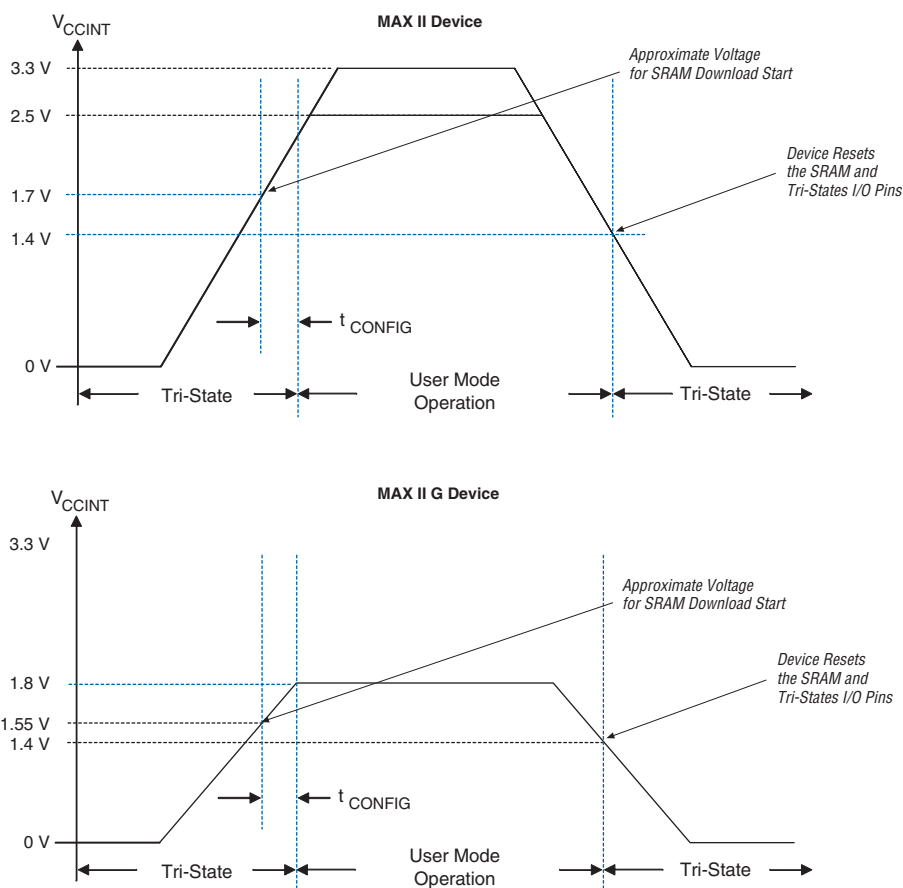 MAX II Device
VCCINT
3.3 V
2.5 V
1.7 V
1.4 V
0 V
Approximate Voltage
for SRAM Download Start
Device Resets
the SRAM and
Tri-States I/O Pins
t CONFIG
Tri-State
User Mode
Operation
Tri-State
MAX II G Device
VCCINT
3.3 V
1.8 V
1.55 V
1.4 V
0 V
Approximate Voltage
for SRAM Download Start
Device Resets
the SRAM and
Tri-States I/O Pins
t CONFIG
Tri-State
User Mode
Operation
Tri-State